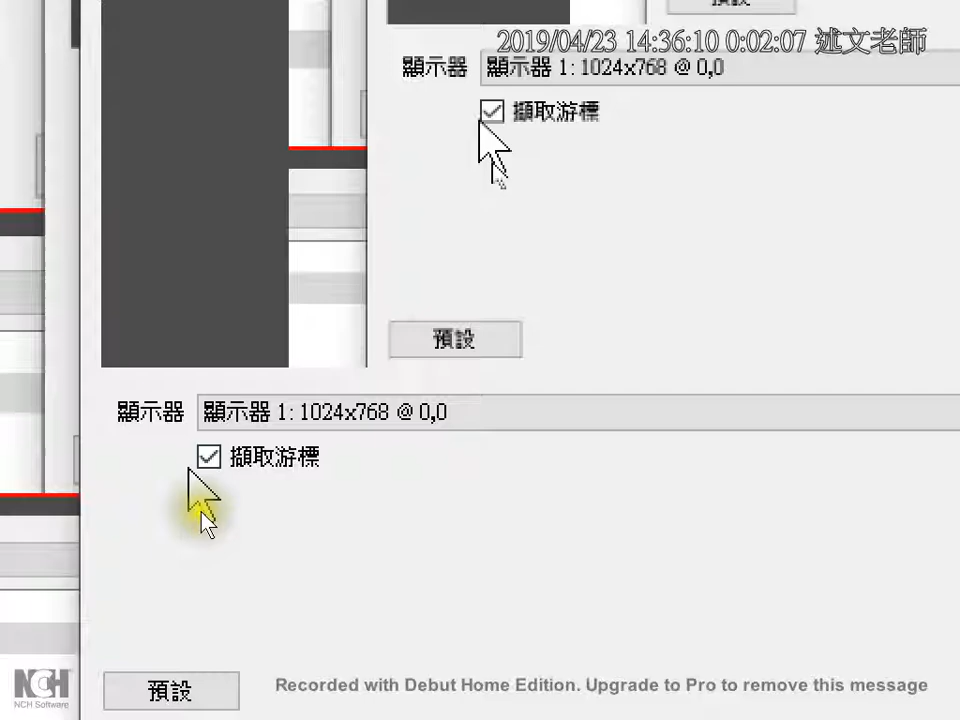 2019/04/23 14:36:10 0:02:07 述文老師
顯示器 顯示器 1: 1024x768 @ 0,0
擷取游標
預設
顯示器 顯示器 1: 1024x768 @ 0,0
擷取游標
預設
NCH
NCH Software
Recorded with Debut Home Edition. Upgrade to Pro to remove this message